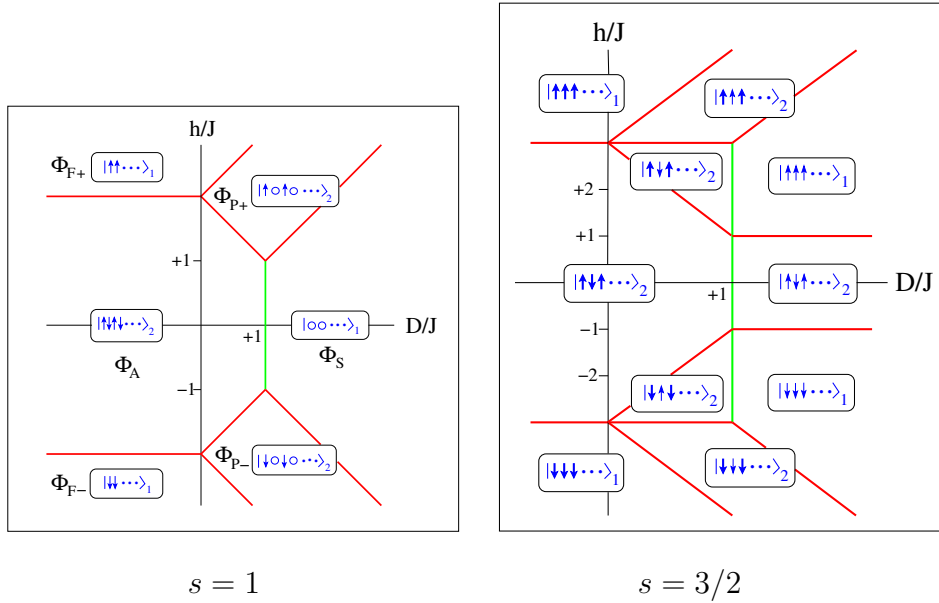 h/J
Φ_F+ |↑↑···⟩_1
Φ_P+ |↑○↑○···⟩_2
+1
|↑↓↑↓···⟩_2
Φ_A
+1
|○○···⟩_1
D/J
Φ_S
−1
Φ_P− |↓○↓○···⟩_2
Φ_F− |↓↓···⟩_1
s = 1
h/J
|↑↑↑···⟩_1
|↑↑↑···⟩_2
|↑↓↑···⟩_2
|↑↑↑···⟩_1
+2
+1
|↑↓↑···⟩_2
+1
|↑↓↑···⟩_2
D/J
−1
−2
|↓↑↓···⟩_2
|↓↓↓···⟩_1
|↓↓↓···⟩_1
|↓↓↓···⟩_2
s = 3/2